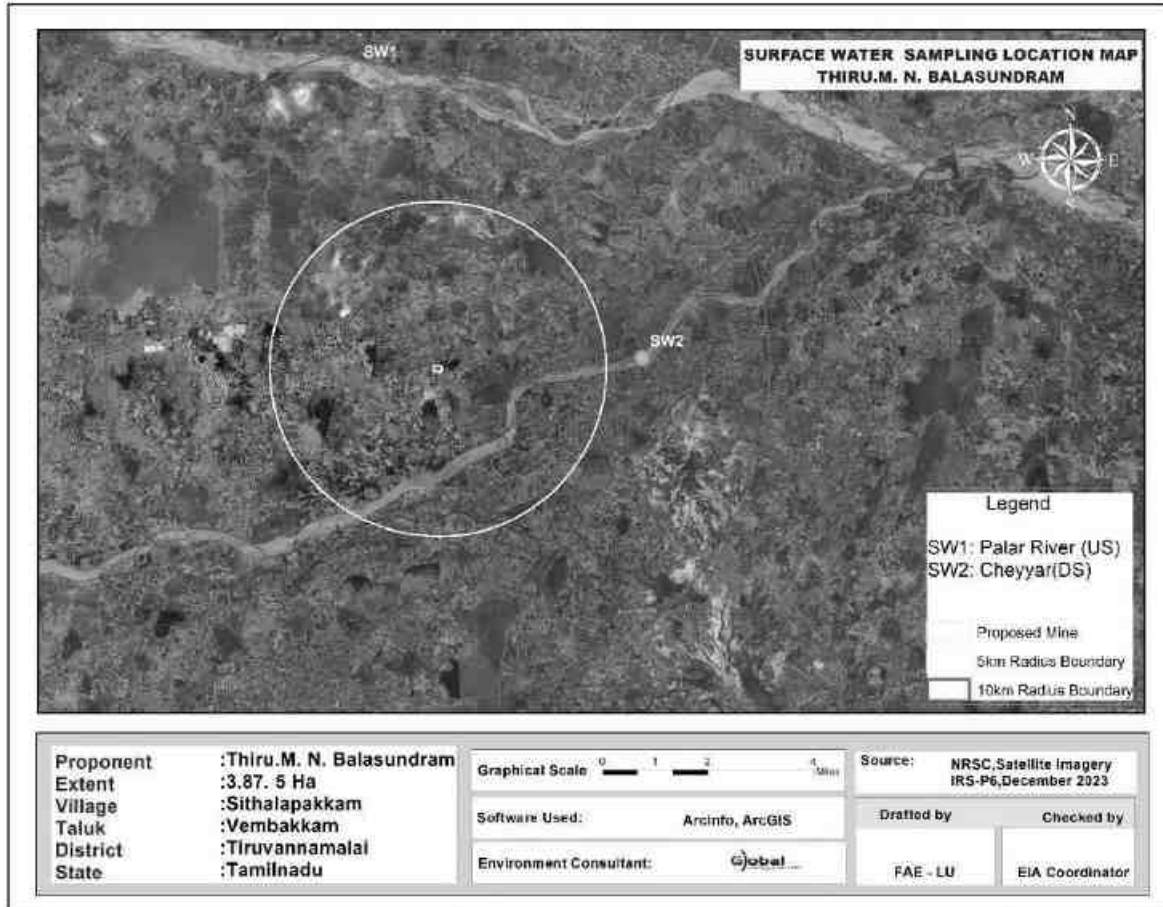 SURFACE WATER SAMPLING LOCATION MAP
THIRU.M. N. BALASUNDRAM
SW1
N
W
E
S
SW2
Legend
SW1: Palar River (US)
SW2: Cheyyar(DS)
Proposed Mine
5km Radius Boundary
10km Radius Boundary
Proponent :Thiru.M. N. Balasundram
Extent :3.87. 5 Ha
Village :Sithalapakkam
Taluk :Vembakkam
District :Tiruvannamalai
State :Tamilnadu
Graphical Scale 0 1 2 4 Miles
Software Used: Arcinfo, ArcGIS
Environment Consultant: Global
Source: NRSC,Satellite Imagery
IRS-P6,December 2023
Drafted by Checked by
FAE - LU EIA Coordinator